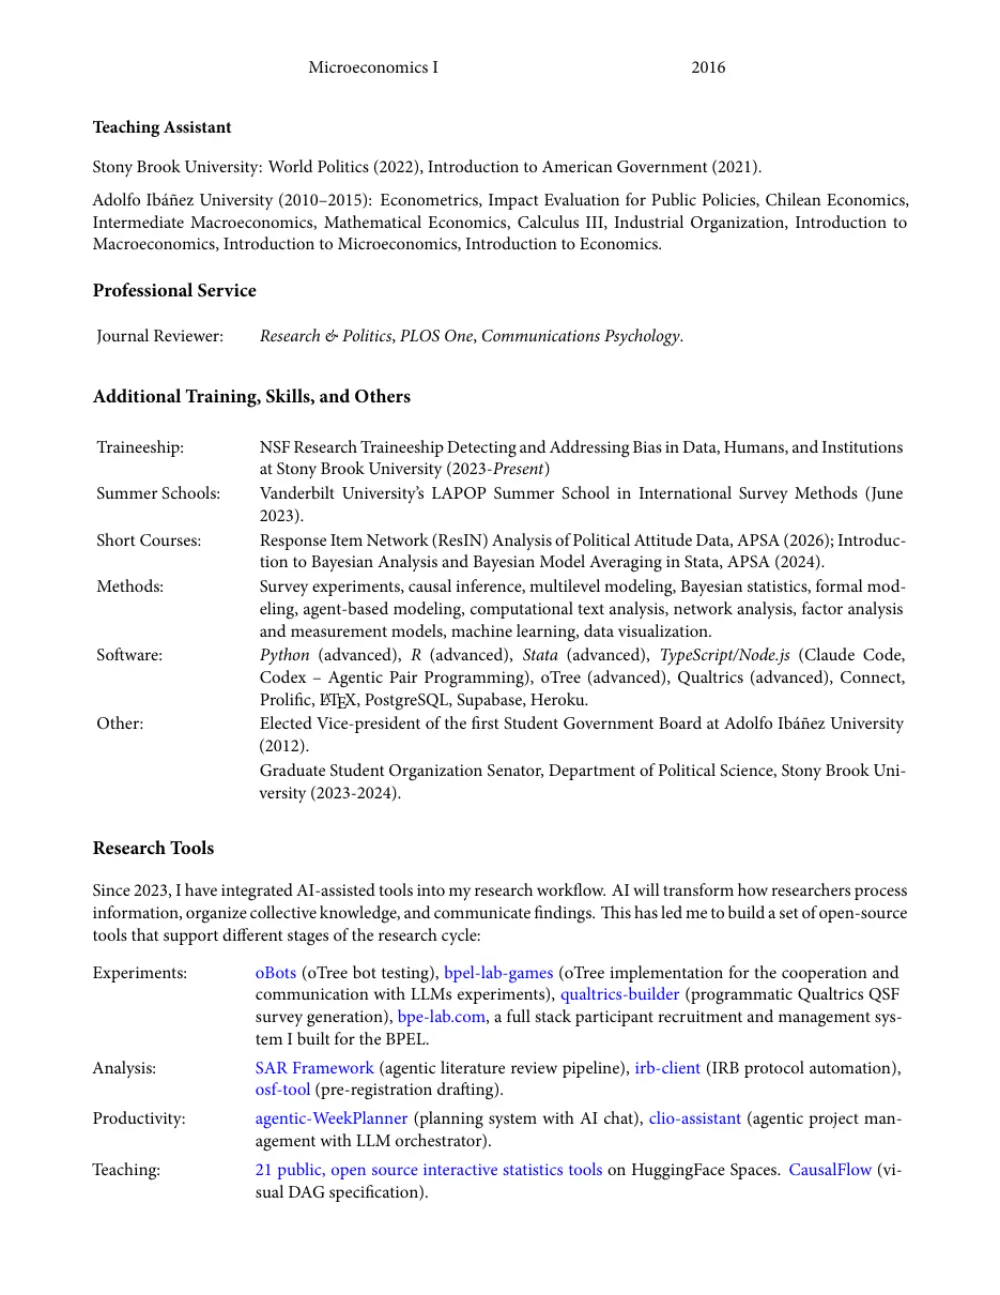 Microeconomics I 2016
Teaching Assistant
Stony Brook University: World Politics (2022), Introduction to American Government (2021).
Adolfo Ibáñez University (2010–2015): Econometrics, Impact Evaluation for Public Policies, Chilean Economics,
Intermediate Macroeconomics, Mathematical Economics, Calculus III, Industrial Organization, Introduction to
Macroeconomics, Introduction to Microeconomics, Introduction to Economics.
Professional Service
Journal Reviewer: Research & Politics, PLOS One, Communications Psychology.
Additional Training, Skills, and Others
Traineeship: NSF Research Traineeship Detecting and Addressing Bias in Data, Humans, and Institutions
at Stony Brook University (2023-Present)
Summer Schools: Vanderbilt University’s LAPOP Summer School in International Survey Methods (June
2023).
Short Courses: Response Item Network (ResIN) Analysis of Political Attitude Data, APSA (2026); Introduc-
tion to Bayesian Analysis and Bayesian Model Averaging in Stata, APSA (2024).
Methods: Survey experiments, causal inference, multilevel modeling, Bayesian statistics, formal mod-
eling, agent-based modeling, computational text analysis, network analysis, factor analysis
and measurement models, machine learning, data visualization.
Software: Python (advanced), R (advanced), Stata (advanced), TypeScript/Node.js (Claude Code,
Codex – Agentic Pair Programming), oTree (advanced), Qualtrics (advanced), Connect,
Prolific, LATEX, PostgreSQL, Supabase, Heroku.
Other: Elected Vice-president of the first Student Government Board at Adolfo Ibáñez University
(2012).
Graduate Student Organization Senator, Department of Political Science, Stony Brook Uni-
versity (2023-2024).
Research Tools
Since 2023, I have integrated AI-assisted tools into my research workflow. AI will transform how researchers process
information, organize collective knowledge, and communicate findings. This has led me to build a set of open-source
tools that support different stages of the research cycle:
Experiments: oBots (oTree bot testing), bpel-lab-games (oTree implementation for the cooperation and
communication with LLMs experiments), qualtrics-builder (programmatic Qualtrics QSF
survey generation), bpe-lab.com, a full stack participant recruitment and management sys-
tem I built for the BPEL.
Analysis: SAR Framework (agentic literature review pipeline), irb-client (IRB protocol automation),
osf-tool (pre-registration drafting).
Productivity: agentic-WeekPlanner (planning system with AI chat), clio-assistant (agentic project man-
agement with LLM orchestrator).
Teaching: 21 public, open source interactive statistics tools on HuggingFace Spaces. CausalFlow (vi-
sual DAG specification).